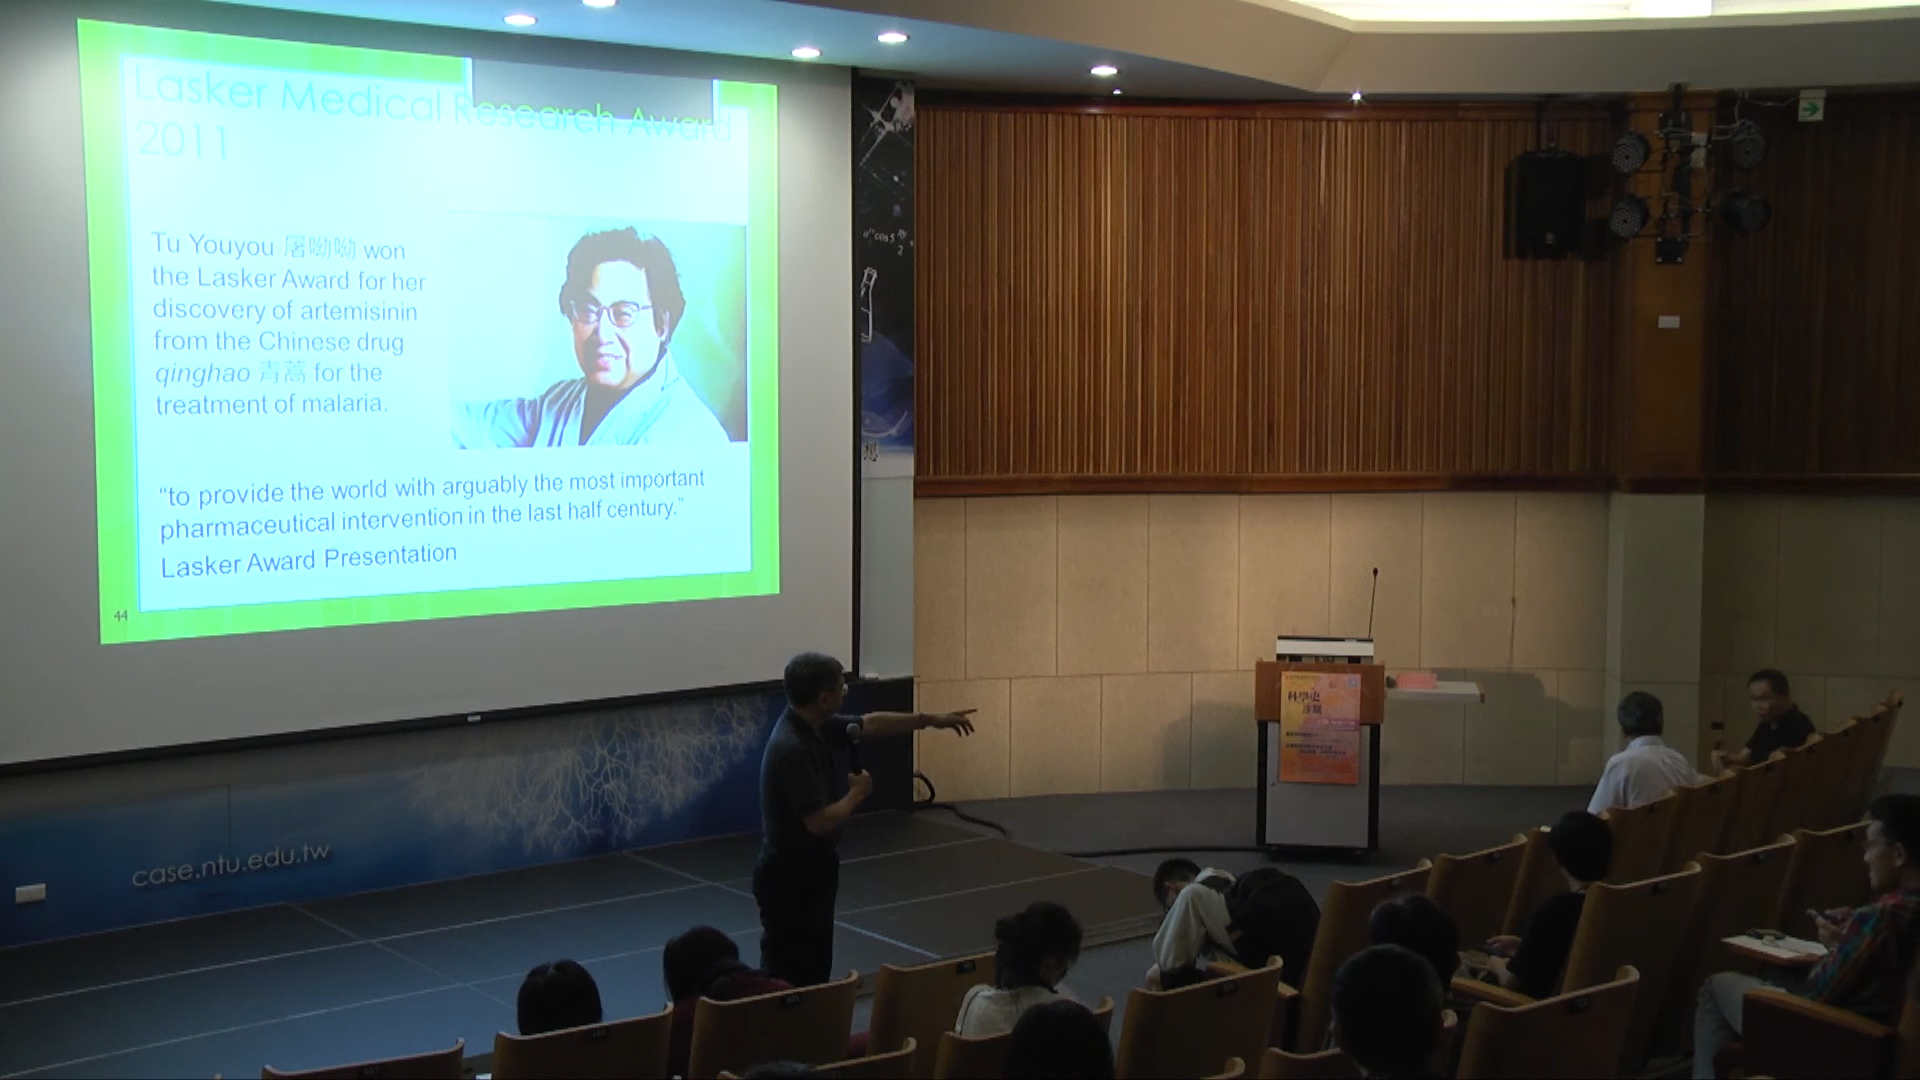 Lasker Medical Research Award
2011
Tu Youyou 屠呦呦 won
the Lasker Award for her
discovery of artemisinin
from the Chinese drug
qinghao 青蒿 for the
treatment of malaria.
“to provide the world with arguably the most important
pharmaceutical intervention in the last half century.”
Lasker Award Presentation
44
case.ntu.edu.tw
科學史
沙龍
想